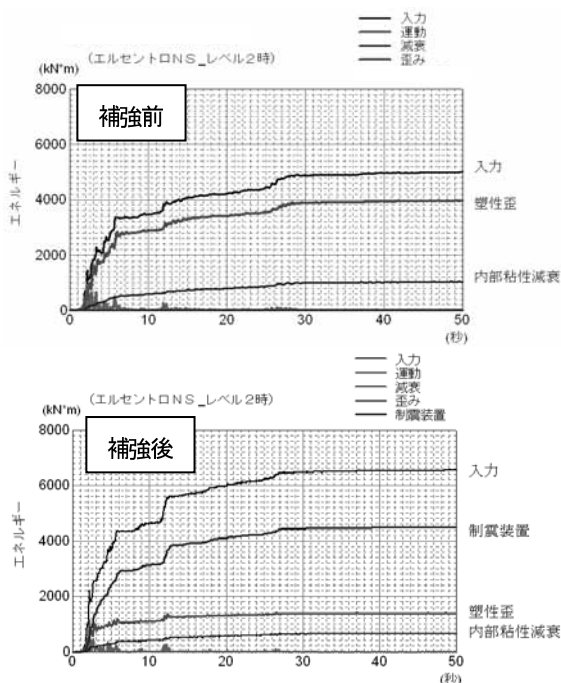 入力
運動
減衰
歪み
(エルセントロNS_レベル2時)
(kN*m)
補強前
8000
6000
4000
2000
0
エネルギー
入力
塑性歪
内部粘性減衰
0 10 20 30 40 50
(秒)
入力
運動
減衰
歪み
制震装置
(エルセントロNS_レベル2時)
(kN*m)
補強後
8000
6000
4000
2000
0
エネルギー
入力
制震装置
塑性歪
内部粘性減衰
0 10 20 30 40 50
(秒)